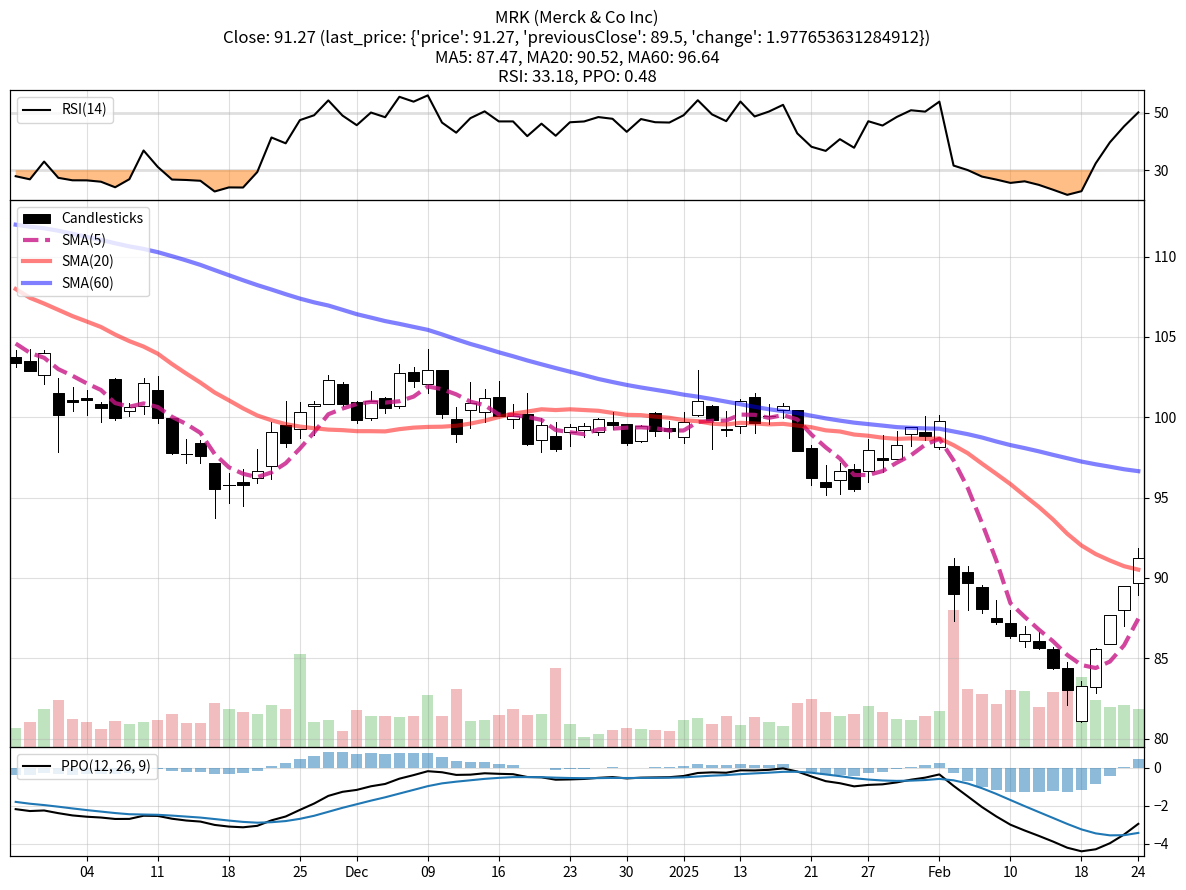 MRK (Merck & Co Inc)
Close: 91.27 (last_price: {'price': 91.27, 'previousClose': 89.5, 'change': 1.977653631284912})
MA5: 87.47, MA20: 90.52, MA60: 96.64
RSI: 33.18, PPO: 0.48
RSI(14)
50
30
Candlesticks
SMA(5)
SMA(20)
SMA(60)
110
105
100
95
90
85
80
PPO(12, 26, 9)
0
−2
−4
04 11 18 25 Dec 09 16 23 30 2025 13 21 27 Feb 10 18 24